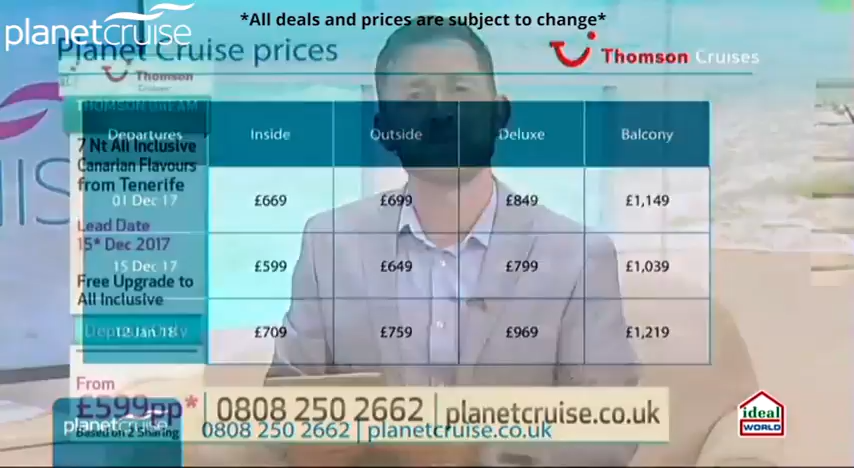 *All deals and prices are subject to change*
planetcruise
Planet Cruise prices
Thomson Cruises
Thomson
Cruises
THOMSON DREAM
7 Nt All Inclusive
Canarian Flavours
from Tenerife
Lead Date
15* Dec 2017
Free Upgrade to
All Inclusive
From
£599pp*
Based on 2 Sharing
Departures Inside Outside Deluxe Balcony
01 Dec 17 £669 £699 £849 £1,149
15 Dec 17 £599 £649 £799 £1,039
12 Jan 18 £709 £759 £969 £1,219
0808 250 2662 | planetcruise.co.uk
planetcruise
0808 250 2662 | planetcruise.co.uk
ideal
WORLD